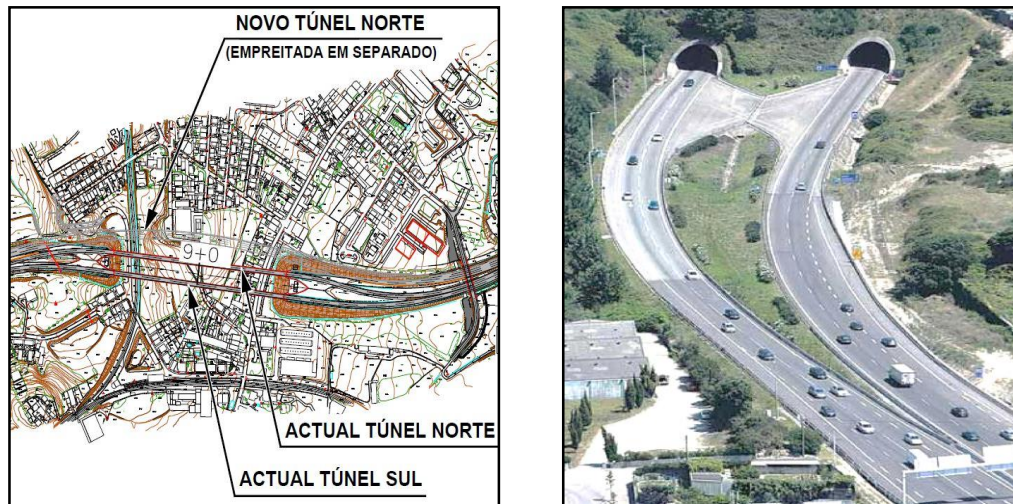 NOVO TÚNEL NORTE
(EMPREITADA EM SEPARADO)
9+0
ACTUAL TÚNEL NORTE
ACTUAL TÚNEL SUL